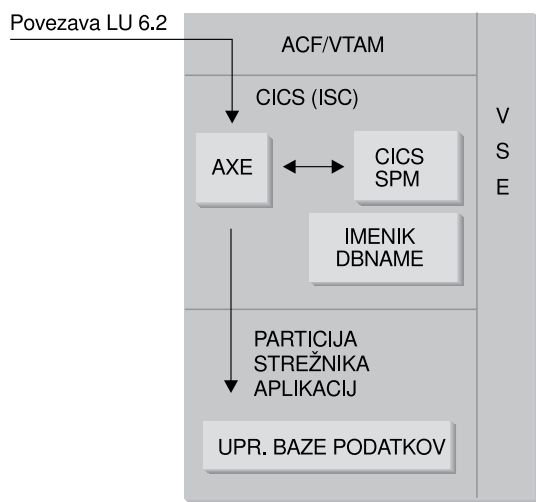 Povezava LU 6.2
ACF/VTAM
CICS (ISC)
V
S
E
AXE
CICS
SPM
IMENIK
DBNAME
PARTICIJA
STREŽNIKA
APLIKACIJ
UPR. BAZE PODATKOV